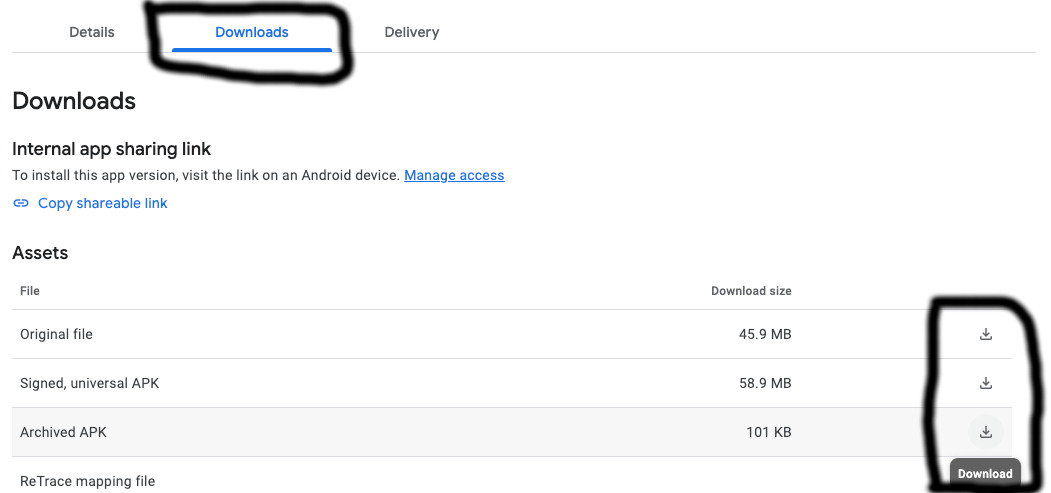 Details Downloads Delivery
Downloads
Internal app sharing link
To install this app version, visit the link on an Android device. Manage access
Copy shareable link
Assets
File Download size
Original file 45.9 MB
Signed, universal APK 58.9 MB
Archived APK 101 KB
Download
ReTrace mapping file